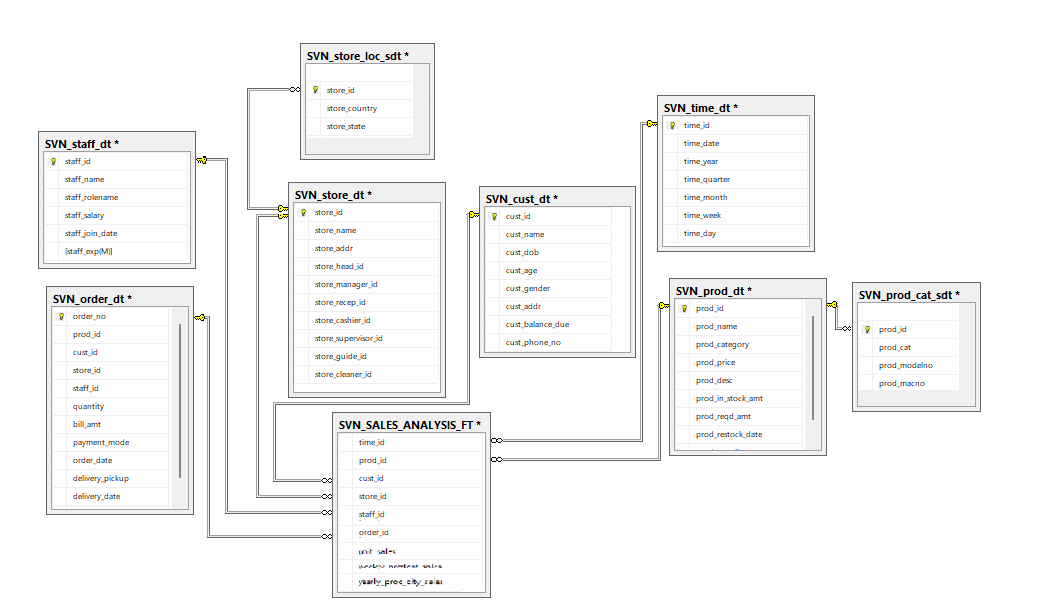 SVN_store_loc_sdt *
store_id
store_country
store_state
SVN_time_dt *
time_id
time_date
time_year
time_quarter
time_month
time_week
time_day
SVN_staff_dt *
staff_id
staff_name
staff_rolename
staff_salary
staff_join_date
[staff_exp(M)]
SVN_store_dt *
store_id
store_name
store_addr
store_head_id
store_manager_id
store_recep_id
store_cashier_id
store_supervisor_id
store_guide_id
store_cleaner_id
SVN_cust_dt *
cust_id
cust_name
cust_dob
cust_age
cust_gender
cust_addr
cust_balance_due
cust_phone_no
SVN_order_dt *
order_no
prod_id
cust_id
store_id
staff_id
quantity
bill_amt
payment_mode
order_date
delivery_pickup
delivery_date
SVN_prod_dt *
prod_id
prod_name
prod_category
prod_price
prod_desc
prod_in_stock_amt
prod_reqd_amt
prod_restock_date
SVN_prod_cat_sdt *
prod_id
prod_cat
prod_modelno
prod_macno
SVN_SALES_ANALYSIS_FT *
time_id
prod_id
cust_id
store_id
staff_id
order_id
unit_sales
weekly_prodcat_sales